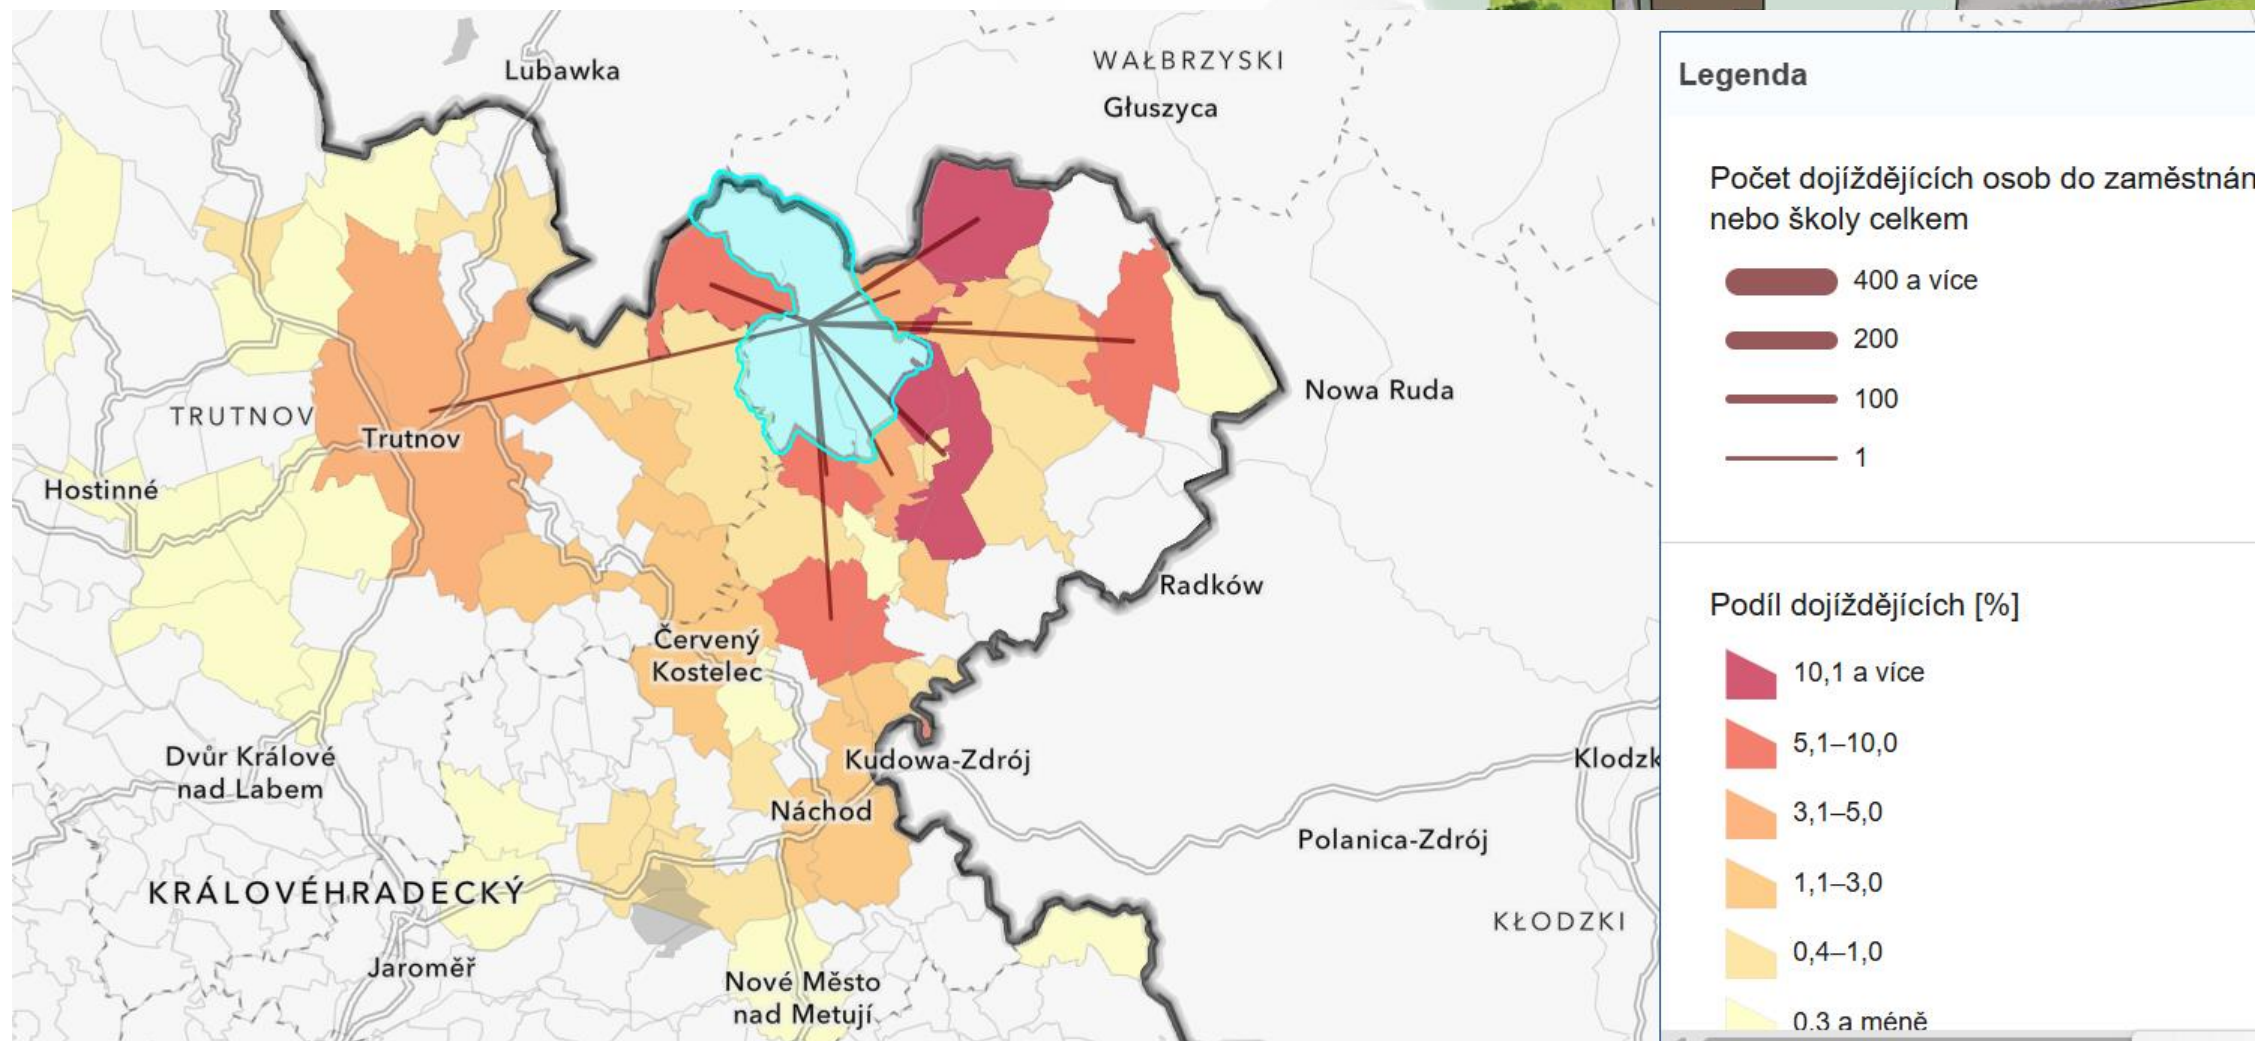 Lubawka
WAŁBRZYSKI
Głuszyca
TRUTNOV
Trutnov
Nowa Ruda
Hostinné
Radków
Červený
Kostelec
Dvůr Králové
nad Labem
Kudowa-Zdrój
Klodzk
Náchod
Polanica-Zdrój
KRÁLOVÉHRADECKÝ
KŁODZKI
Jaroměř
Nové Město
nad Metují
Legenda
Počet dojíždějících osob do zaměstnán
nebo školy celkem
400 a více
200
100
1
Podíl dojíždějících [%]
10,1 a více
5,1–10,0
3,1–5,0
1,1–3,0
0,4–1,0
0,3 a méně